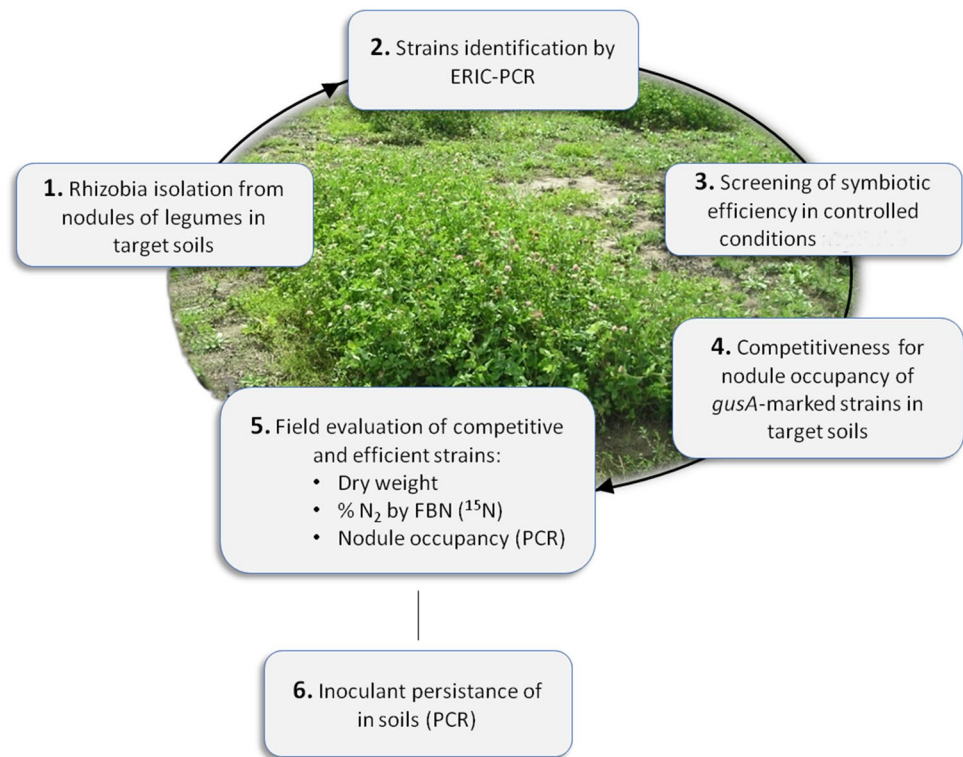 2. Strains identification by
ERIC-PCR
1. Rhizobia isolation from
nodules of legumes in
target soils
3. Screening of symbiotic
efficiency in controlled
conditions
4. Competitiveness for
nodule occupancy of
gusA-marked strains in
target soils
5. Field evaluation of competitive
and efficient strains:
• Dry weight
• % N₂ by FBN (¹⁵N)
• Nodule occupancy (PCR)
6. Inoculant persistance of
in soils (PCR)